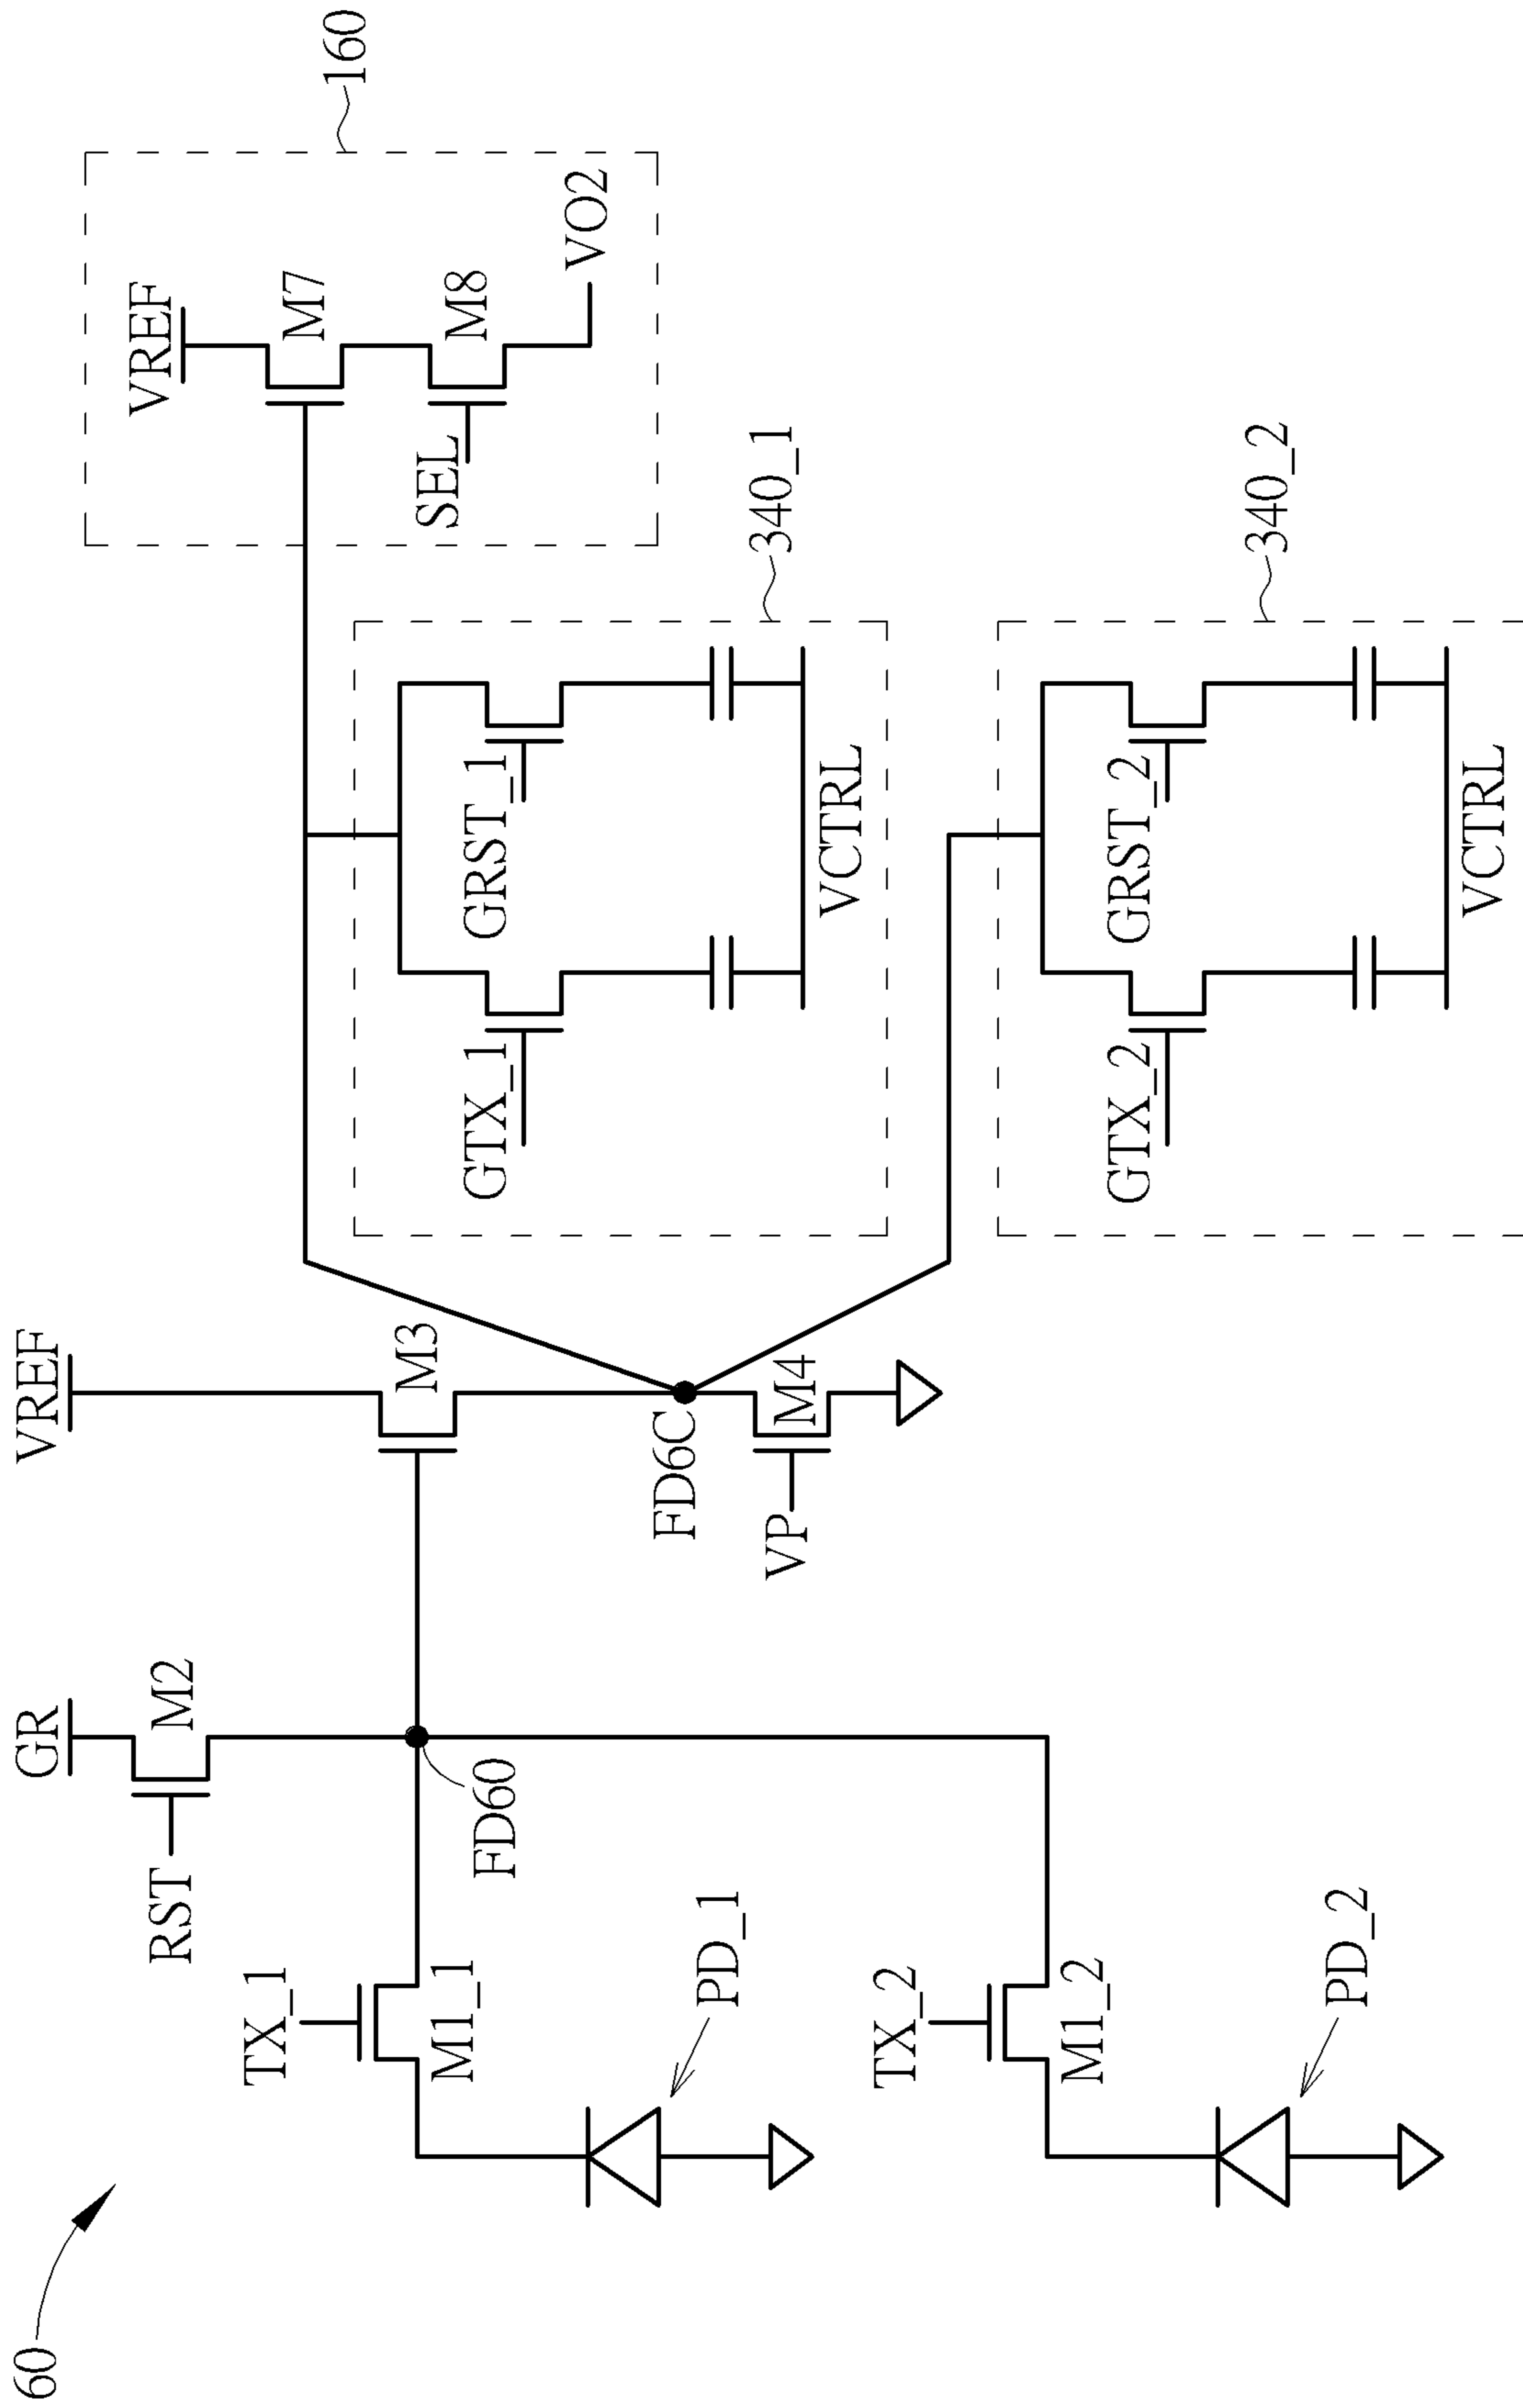 60
GR
VREF
M2
RST
VREF
160
M7
M3
SEL
M8
VO2
TX_1
M1_1
FD60
GTX_1
GRST_1
340_1
FD6C
PD_1
VP
M4
VCTRL
TX_2
M1_2
GTX_2
GRST_2
340_2
PD_2
VCTRL